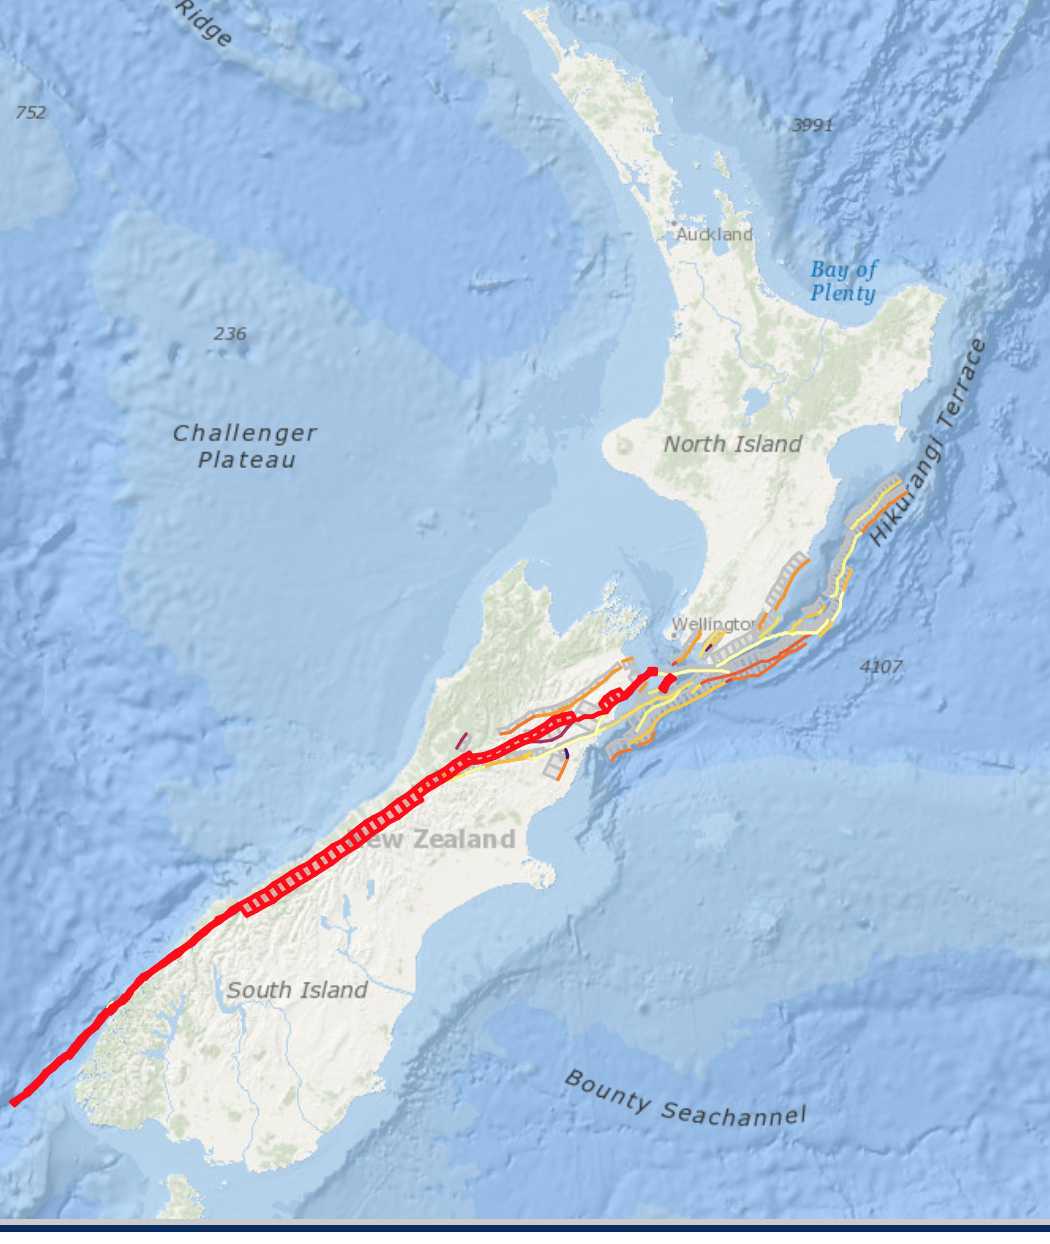 Ridge
752
3991
Auckland
Bay of
Plenty
236
Challenger
Plateau
North Island
Hikurangi Terrace
Wellington
4107
ew Zealand
South Island
Bounty Seachannel